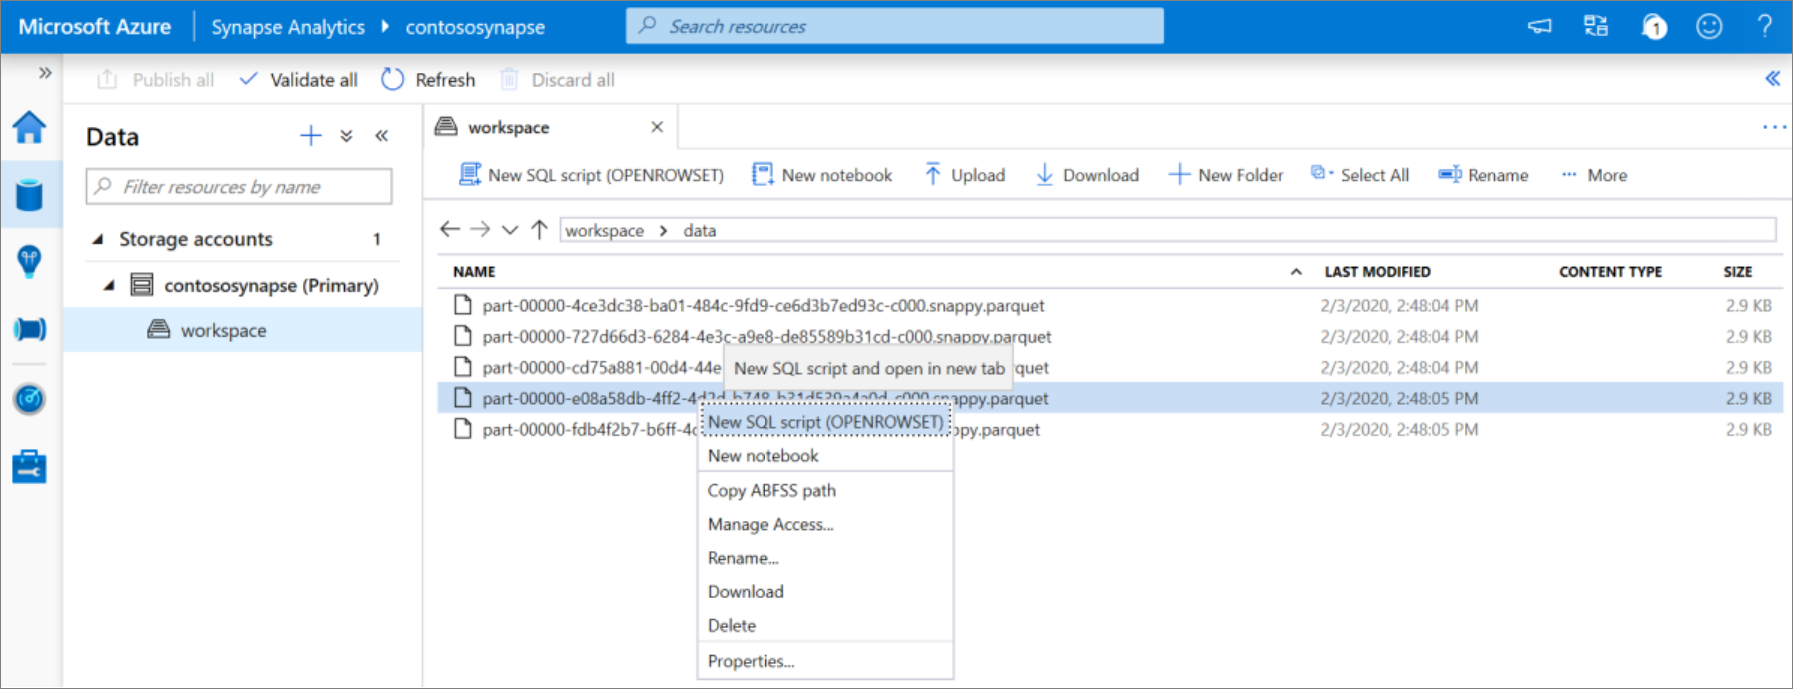 Microsoft Azure Synapse Analytics contososynapse Search resources 1
Publish all Validate all Refresh Discard all
Data
Filter resources by name
Storage accounts 1
contososynapse (Primary)
workspace
workspace
New SQL script (OPENROWSET) New notebook Upload Download New Folder Select All Rename ... More
workspace > data
NAME LAST MODIFIED CONTENT TYPE SIZE
part-00000-4ce3dc38-ba01-484c-9fd9-ce6d3b7ed93c-c000.snappy.parquet 2/3/2020, 2:48:04 PM 2.9 KB
part-00000-727d66d3-6284-4e3c-a9e8-de85589b31cd-c000.snappy.parquet 2/3/2020, 2:48:04 PM 2.9 KB
part-00000-cd75a881-00d4-44e rquet 2/3/2020, 2:48:04 PM 2.9 KB
New SQL script and open in new tab
part-00000-e08a58db-4ff2-4d2d-b748-b31d539a4a0d-c000.snappy.parquet 2/3/2020, 2:48:05 PM 2.9 KB
part-00000-fdb4f2b7-b6ff-4c ppy.parquet 2/3/2020, 2:48:05 PM 2.9 KB
New SQL script (OPENROWSET)
New notebook
Copy ABFSS path
Manage Access...
Rename...
Download
Delete
Properties...